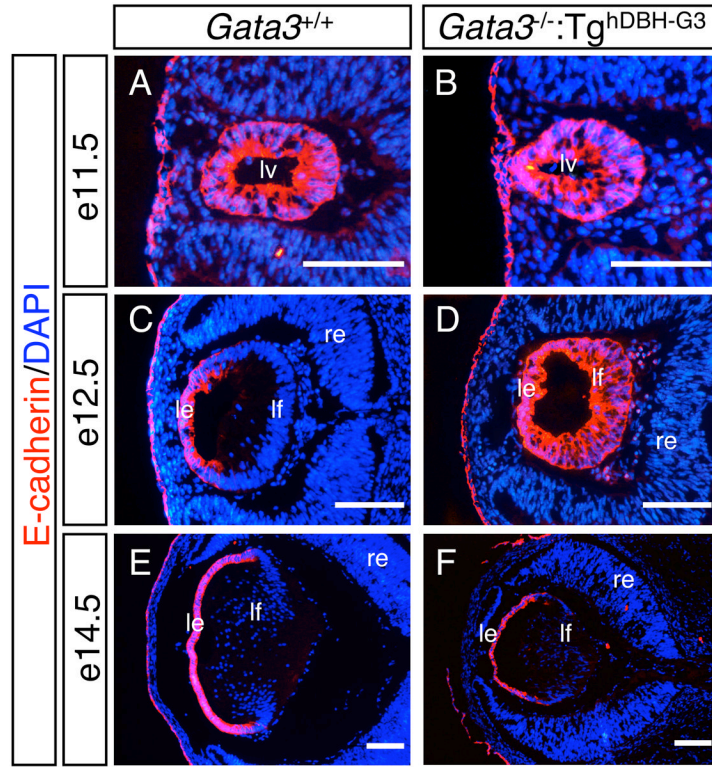 Gata3+/+
Gata3-/-:TghDBH-G3
E-cadherin/DAPI
e11.5
A
lv
B
lv
e12.5
C
re
le
lf
D
le
lf
re
e14.5
E
re
le
lf
F
re
le
lf